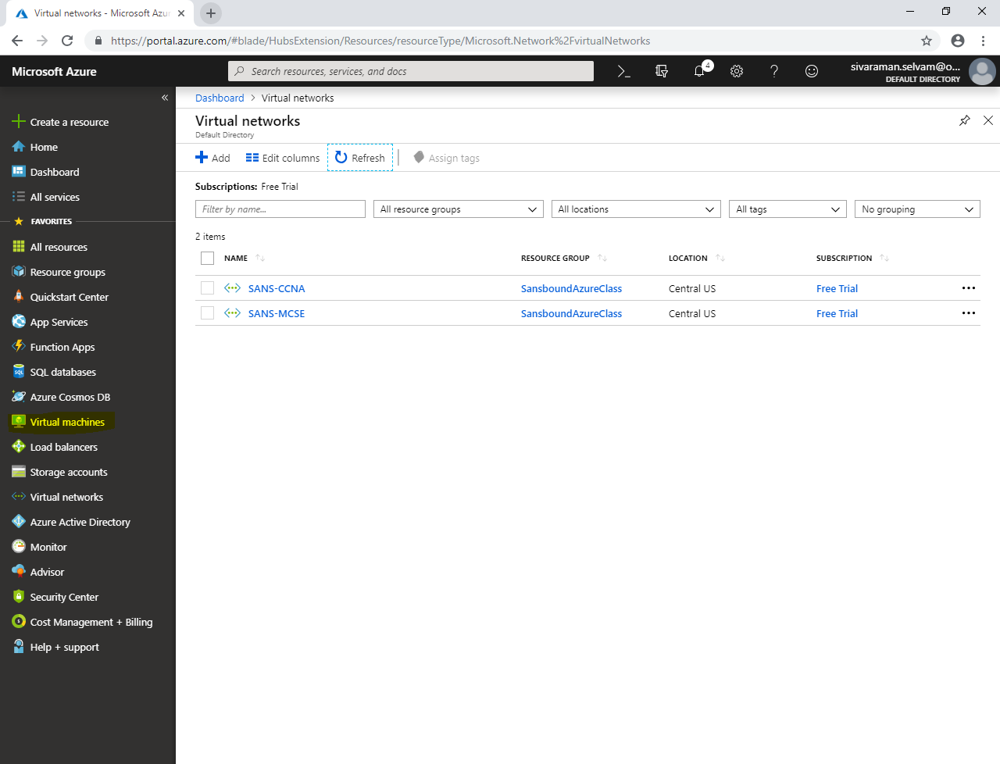 Virtual networks - Microsoft Azur
https://portal.azure.com/#blade/HubsExtension/Resources/resourceType/Microsoft.Network%2FvirtualNetworks
Microsoft Azure
Search resources, services, and docs
4
sivaraman.selvam@o...
DEFAULT DIRECTORY
Create a resource
Home
Dashboard
All services
FAVORITES
All resources
Resource groups
Quickstart Center
App Services
Function Apps
SQL databases
Azure Cosmos DB
Virtual machines
Load balancers
Storage accounts
Virtual networks
Azure Active Directory
Monitor
Advisor
Security Center
Cost Management + Billing
Help + support
Dashboard > Virtual networks
Virtual networks
Default Directory
Add Edit columns Refresh Assign tags
Subscriptions: Free Trial
Filter by name... All resource groups All locations All tags No grouping
2 items
NAME RESOURCE GROUP LOCATION SUBSCRIPTION
SANS-CCNA SansboundAzureClass Central US Free Trial
SANS-MCSE SansboundAzureClass Central US Free Trial